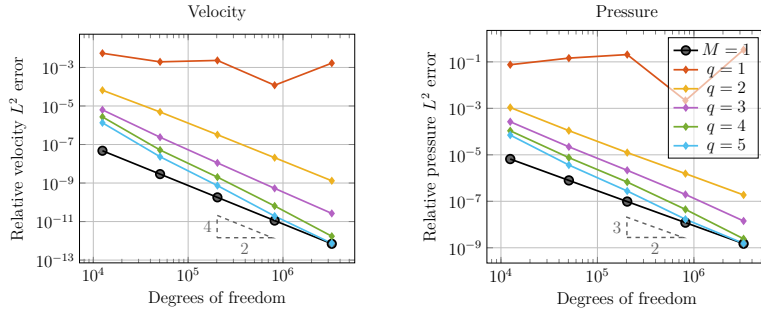 Velocity
Relative velocity L² error
10⁻³
10⁻⁵
10⁻⁷
10⁻⁹
10⁻¹¹
10⁻¹³
4
2
10⁴
10⁵
10⁶
Degrees of freedom
Pressure
Relative pressure L² error
10⁻¹
10⁻³
10⁻⁵
10⁻⁷
10⁻⁹
M = 1
q = 1
q = 2
q = 3
q = 4
q = 5
3
2
10⁴
10⁵
10⁶
Degrees of freedom